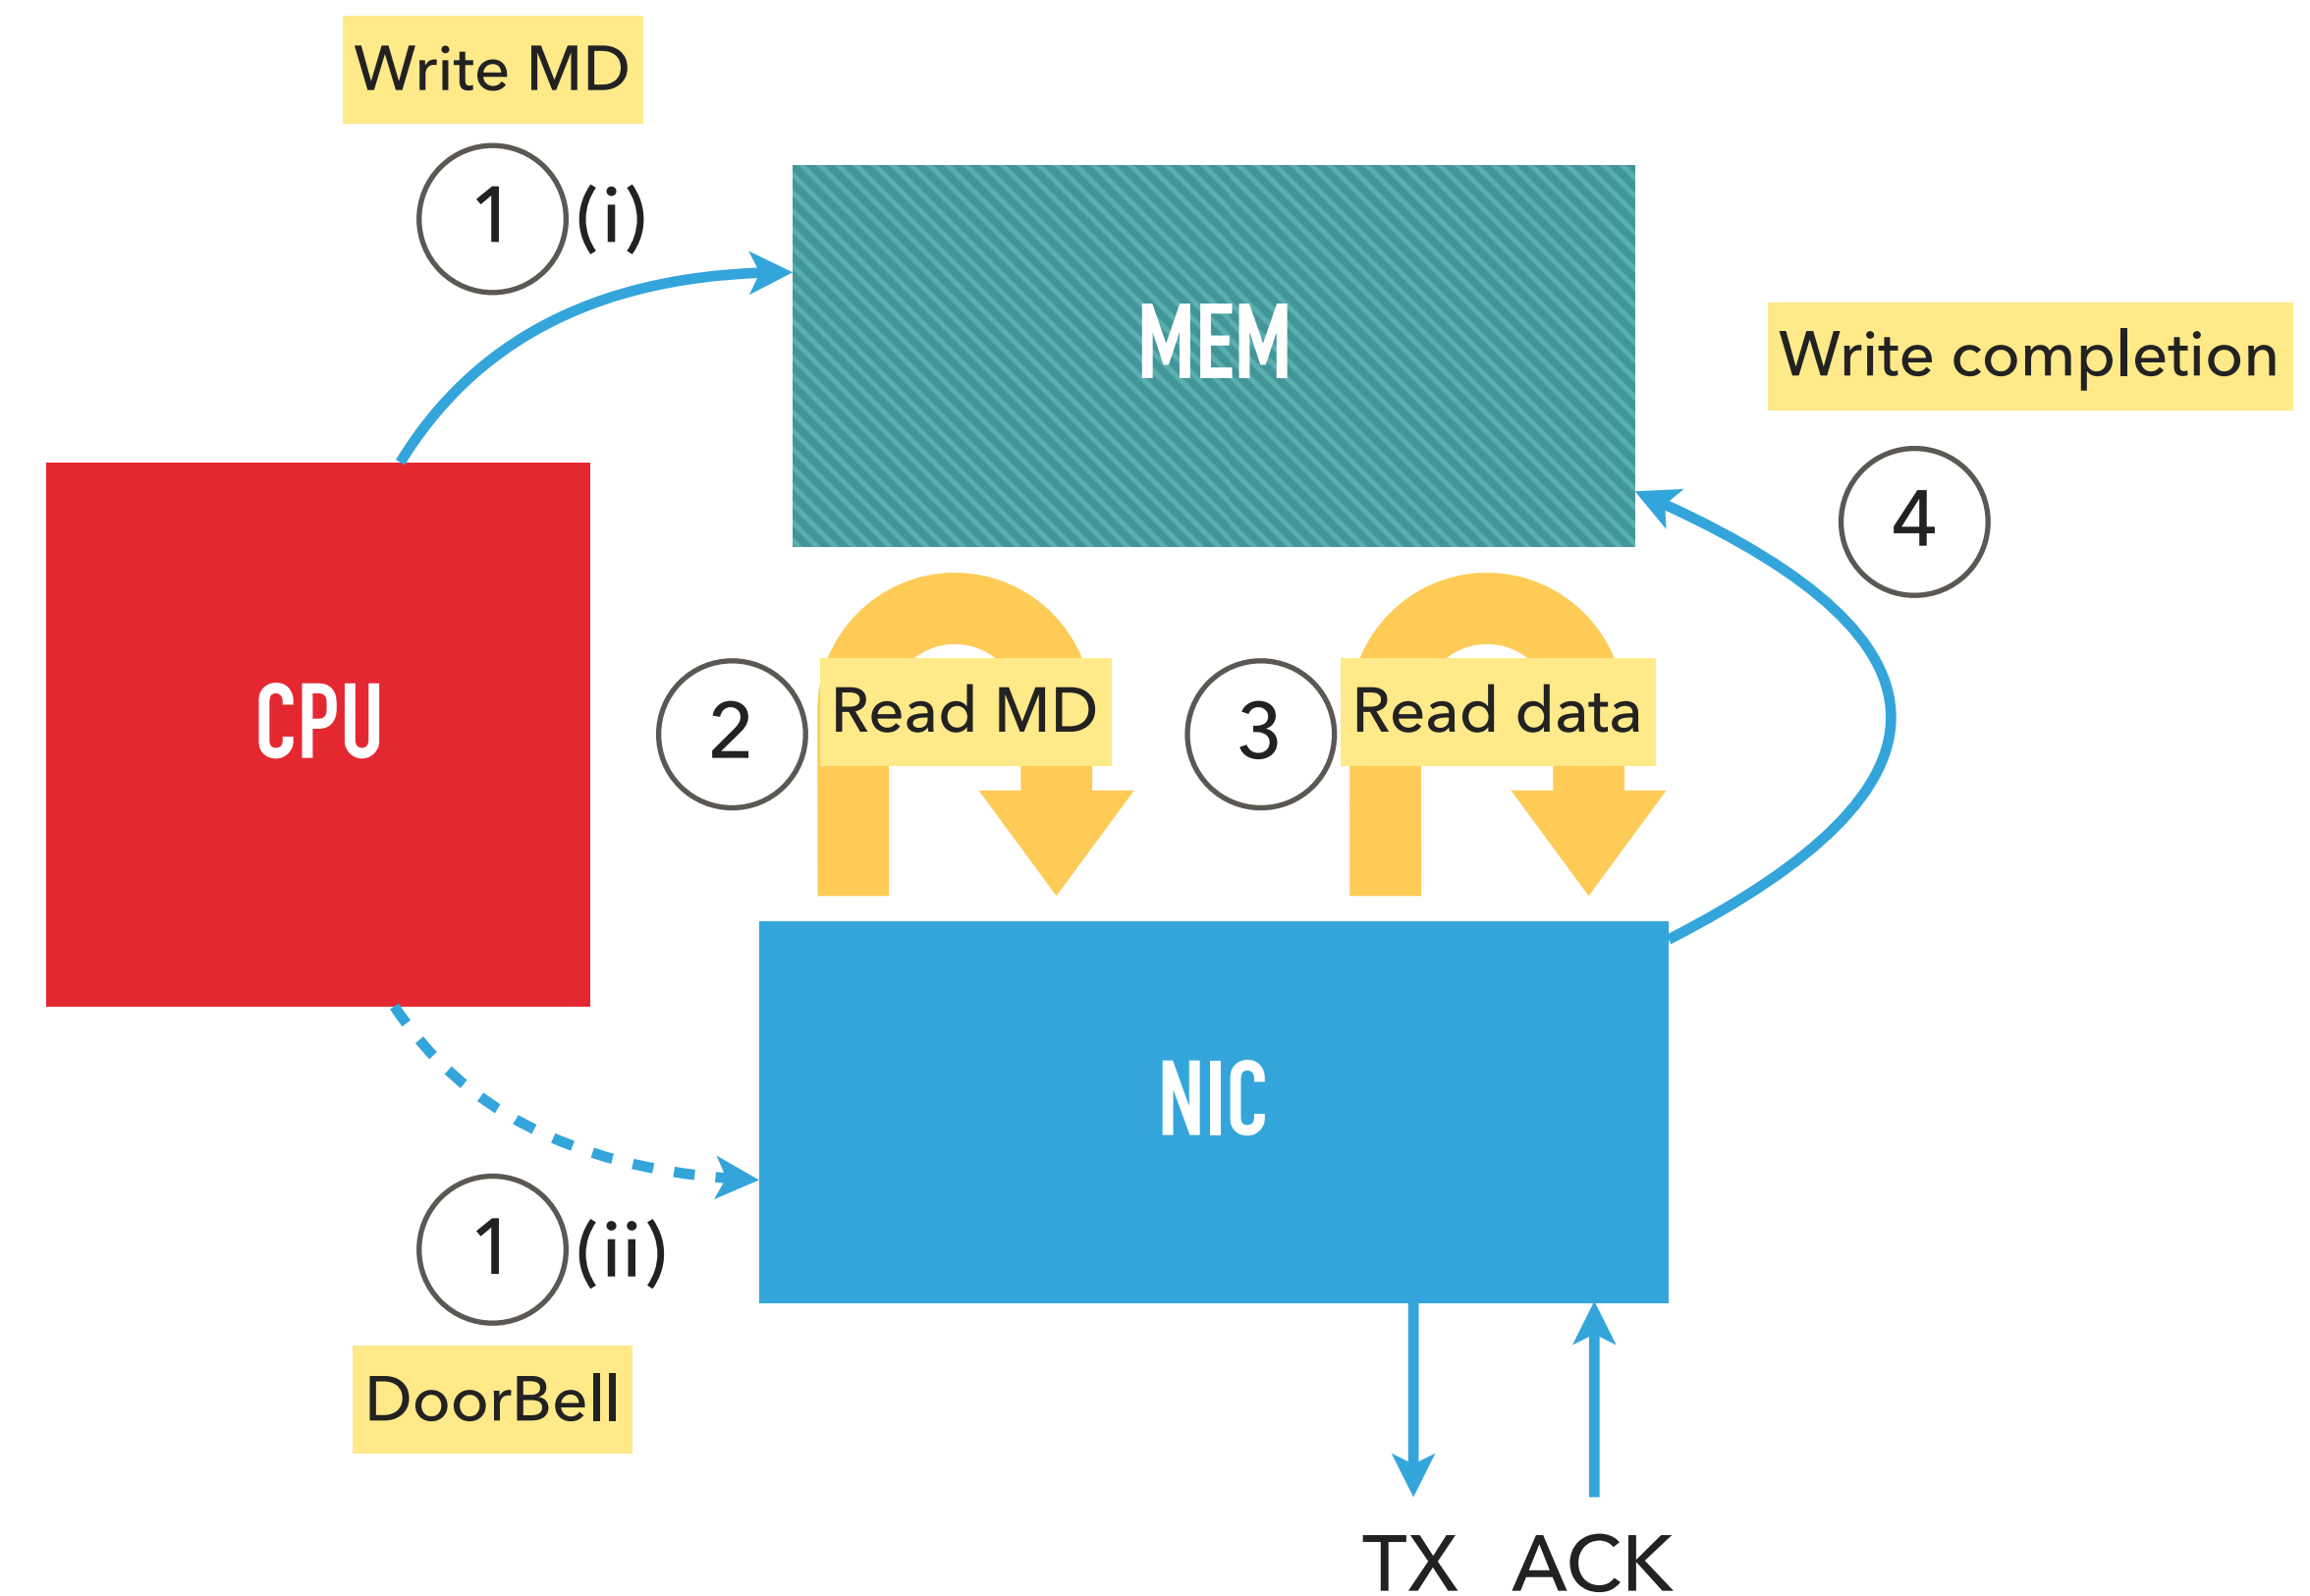 Write MD
1 (i)
MEM
Write completion
4
CPU
2 Read MD
3 Read data
NIC
1 (ii)
DoorBell
TX ACK